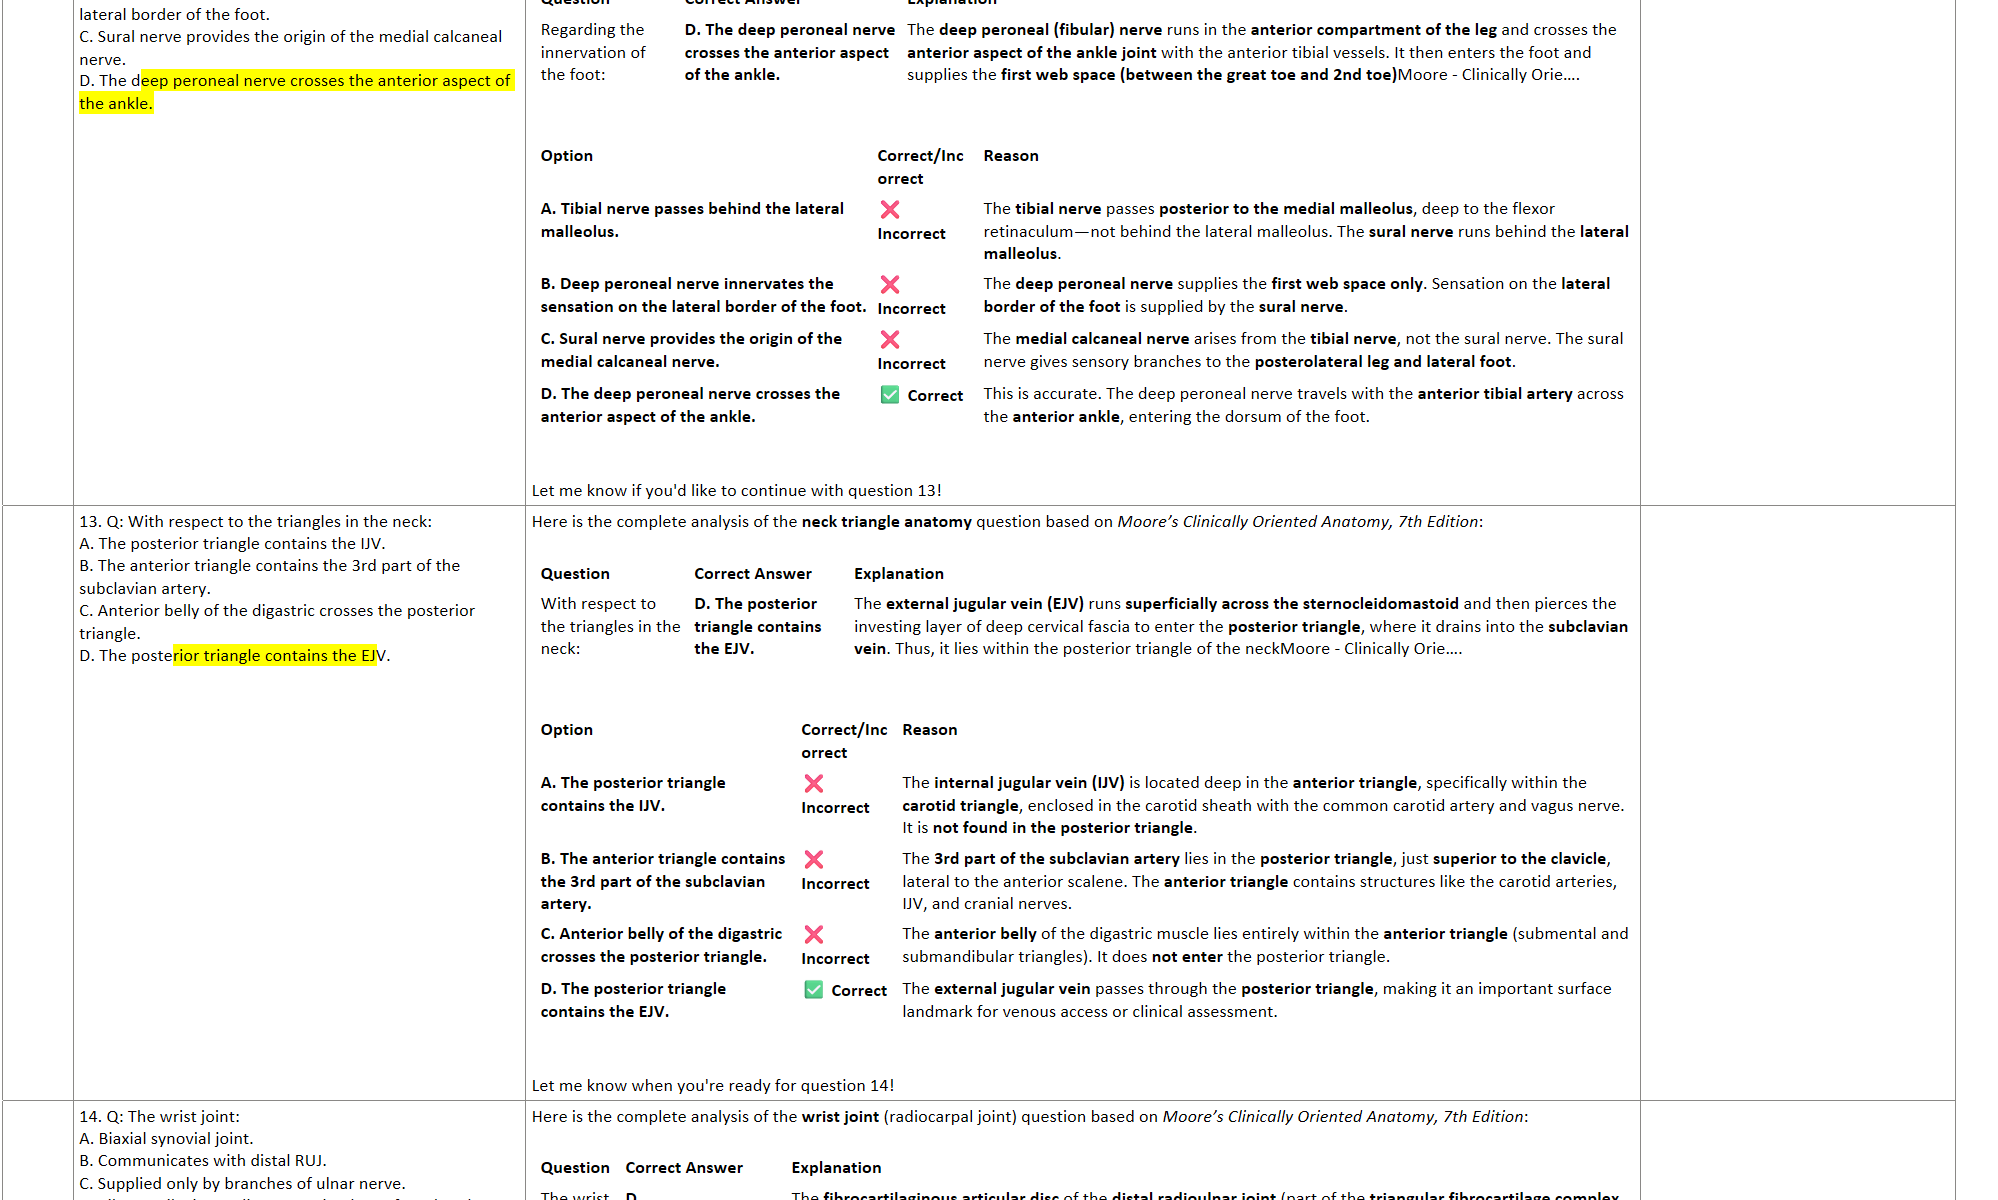 lateral border of the foot.
C. Sural nerve provides the origin of the medial calcaneal
nerve.
D. The deep peroneal nerve crosses the anterior aspect of
the ankle.
Question Correct Answer Explanation
Regarding the
innervation of
the foot:
D. The deep peroneal nerve
crosses the anterior aspect
of the ankle.
The deep peroneal (fibular) nerve runs in the anterior compartment of the leg and crosses the
anterior aspect of the ankle joint with the anterior tibial vessels. It then enters the foot and
supplies the first web space (between the great toe and 2nd toe)Moore - Clinically Orie….
Option
Correct/Inc
orrect
Reason
A. Tibial nerve passes behind the lateral
malleolus.
❌
Incorrect
The tibial nerve passes posterior to the medial malleolus, deep to the flexor
retinaculum—not behind the lateral malleolus. The sural nerve runs behind the lateral
malleolus.
B. Deep peroneal nerve innervates the
sensation on the lateral border of the foot.
❌
Incorrect
The deep peroneal nerve supplies the first web space only. Sensation on the lateral
border of the foot is supplied by the sural nerve.
C. Sural nerve provides the origin of the
medial calcaneal nerve.
❌
Incorrect
The medial calcaneal nerve arises from the tibial nerve, not the sural nerve. The sural
nerve gives sensory branches to the posterolateral leg and lateral foot.
D. The deep peroneal nerve crosses the
anterior aspect of the ankle.
✅ Correct
This is accurate. The deep peroneal nerve travels with the anterior tibial artery across
the anterior ankle, entering the dorsum of the foot.
Let me know if you'd like to continue with question 13!
13. Q: With respect to the triangles in the neck:
A. The posterior triangle contains the IJV.
B. The anterior triangle contains the 3rd part of the
subclavian artery.
C. Anterior belly of the digastric crosses the posterior
triangle.
D. The posterior triangle contains the EJV.
Here is the complete analysis of the neck triangle anatomy question based on Moore’s Clinically Oriented Anatomy, 7th Edition:
Question Correct Answer Explanation
With respect to
the triangles in the
neck:
D. The posterior
triangle contains
the EJV.
The external jugular vein (EJV) runs superficially across the sternocleidomastoid and then pierces the
investing layer of deep cervical fascia to enter the posterior triangle, where it drains into the subclavian
vein. Thus, it lies within the posterior triangle of the neckMoore - Clinically Orie….
Option
Correct/Inc
orrect
Reason
A. The posterior triangle
contains the IJV.
❌
Incorrect
The internal jugular vein (IJV) is located deep in the anterior triangle, specifically within the
carotid triangle, enclosed in the carotid sheath with the common carotid artery and vagus nerve.
It is not found in the posterior triangle.
B. The anterior triangle contains
the 3rd part of the subclavian
artery.
❌
Incorrect
The 3rd part of the subclavian artery lies in the posterior triangle, just superior to the clavicle,
lateral to the anterior scalene. The anterior triangle contains structures like the carotid arteries,
IJV, and cranial nerves.
C. Anterior belly of the digastric
crosses the posterior triangle.
❌
Incorrect
The anterior belly of the digastric muscle lies entirely within the anterior triangle (submental and
submandibular triangles). It does not enter the posterior triangle.
D. The posterior triangle
contains the EJV.
✅ Correct
The external jugular vein passes through the posterior triangle, making it an important surface
landmark for venous access or clinical assessment.
Let me know when you're ready for question 14!
14. Q: The wrist joint:
A. Biaxial synovial joint.
B. Communicates with distal RUJ.
C. Supplied only by branches of ulnar nerve.
Here is the complete analysis of the wrist joint (radiocarpal joint) question based on Moore’s Clinically Oriented Anatomy, 7th Edition:
Question Correct Answer Explanation
The wrist
D.
The fibrocartilaginous articular disc of the distal radioulnar joint (part of the triangular fibrocartilage complex